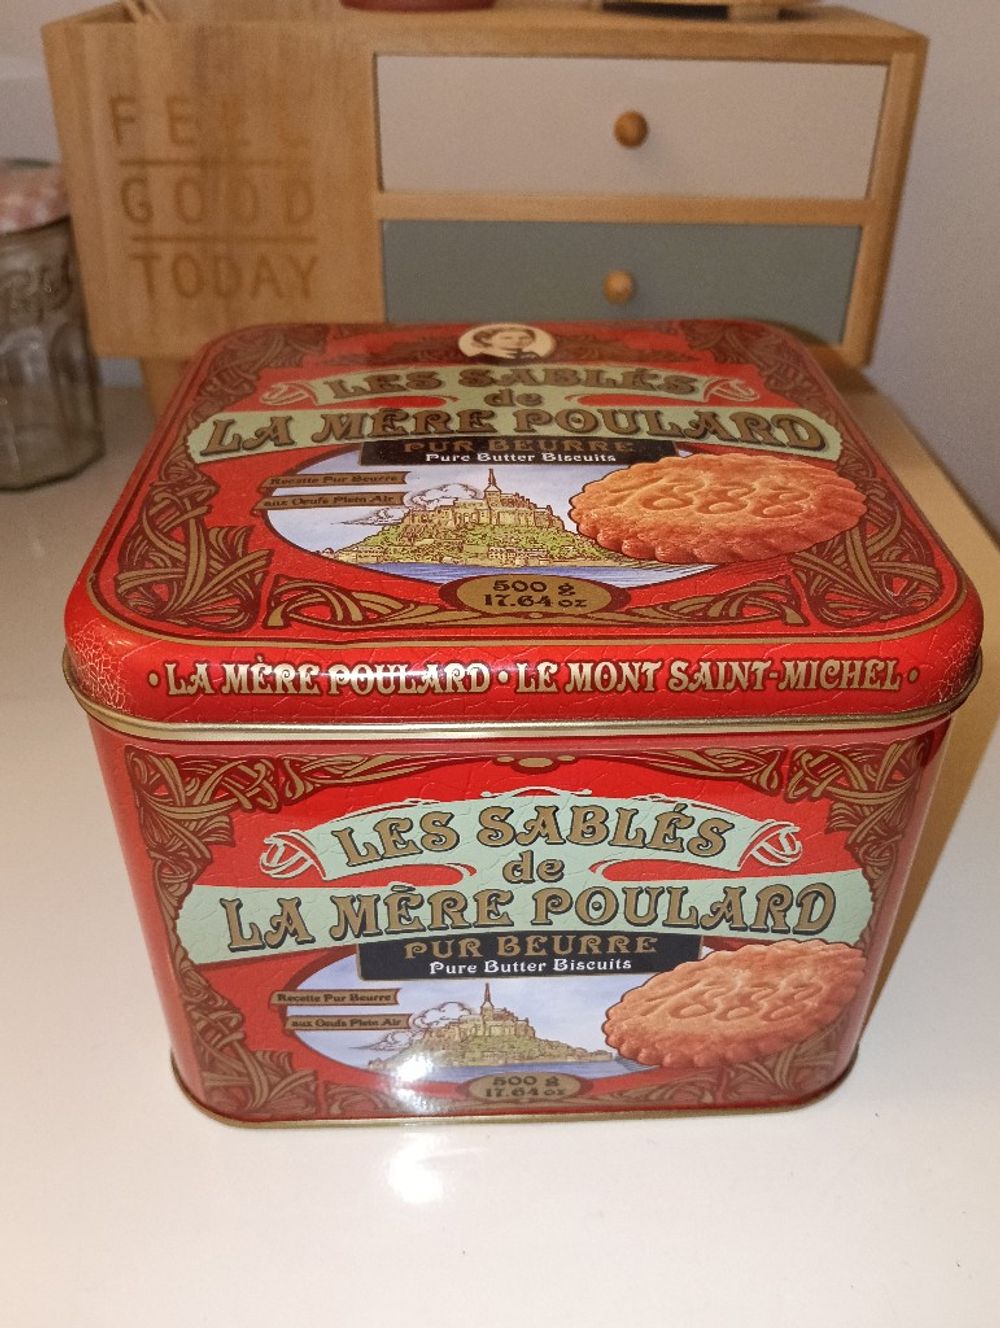 FEEL
GOOD
TODAY
LES SABLÉS
de
LA MÈRE POULARD
PUR BEURRE
Pure Butter Biscuits
Recette Pur Beurre
aux Oeufs Plein Air
1888
500 g
17.64 oz
• LA MÈRE POULARD • LE MONT SAINT-MICHEL •
LES SABLÉS
de
LA MÈRE POULARD
PUR BEURRE
Pure Butter Biscuits
Recette Pur Beurre
aux Oeufs Plein Air
1888
500 g
17.64 oz